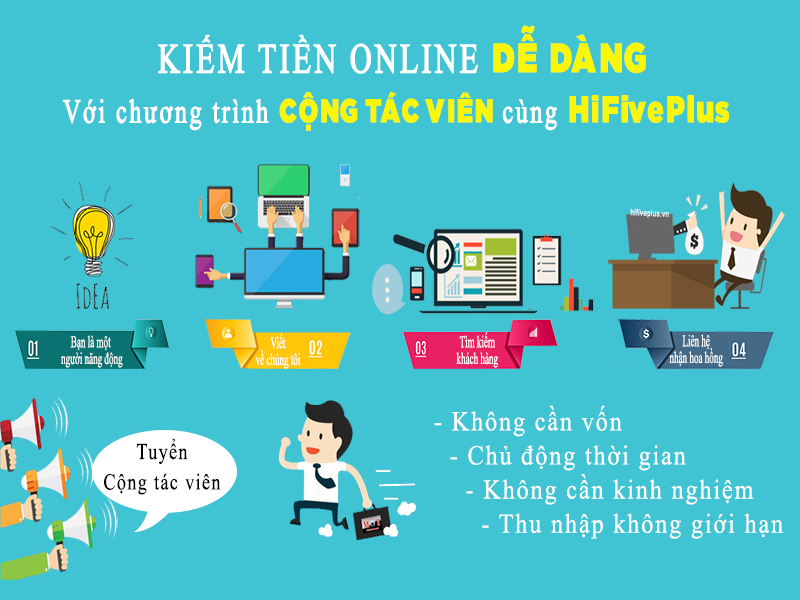 KIẾM TIỀN ONLINE DỄ DÀNG
Với chương trình CỘNG TÁC VIÊN cùng HiFivePlus
IDEA
hifiveplus.vn
$
01
Bạn là một
người năng động
Viết
về chúng tôi
02
03
Tìm kiếm
khách hàng
$
Liên hệ
nhận hoa hồng
04
Tuyển
Cộng tác viên
- Không cần vốn
- Chủ động thời gian
- Không cần kinh nghiệm
- Thu nhập không giới hạn